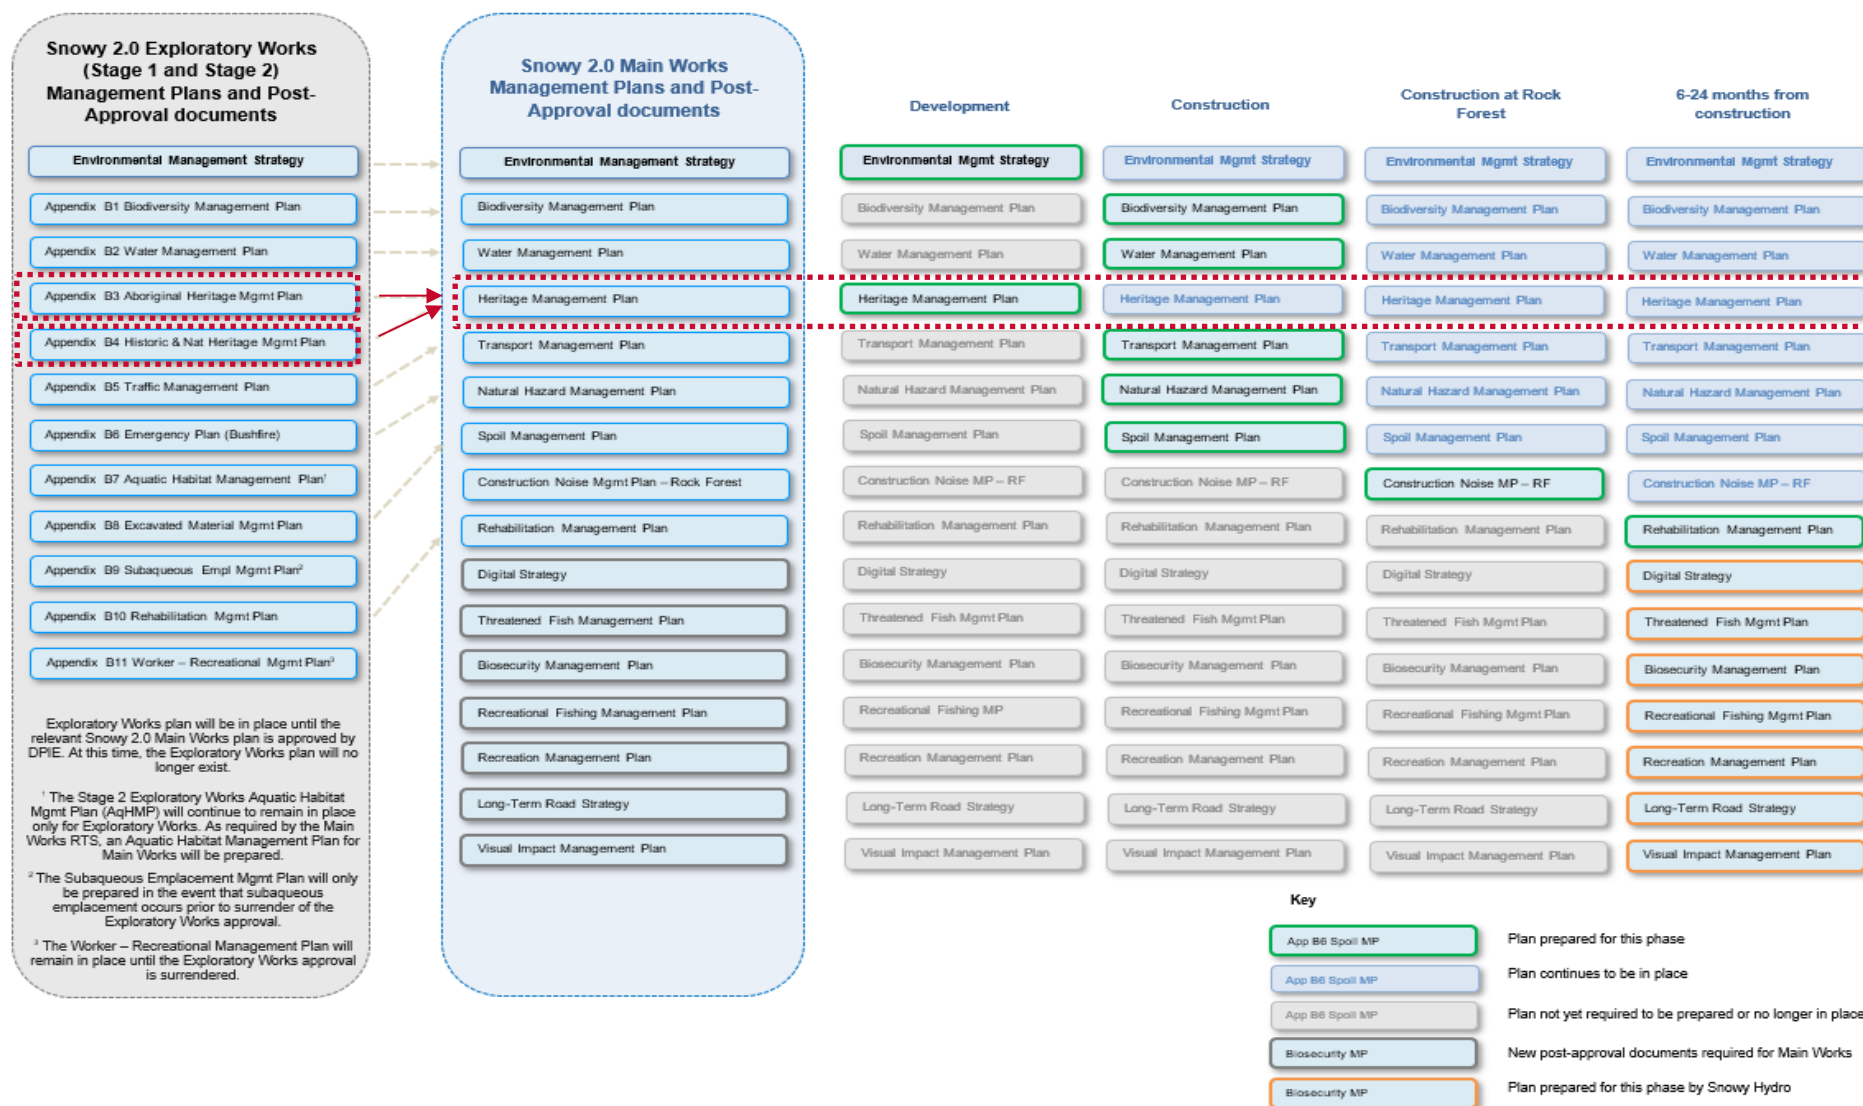 Snowy 2.0 Exploratory Works
(Stage 1 and Stage 2)
Management Plans and Post-
Approval documents
Environmental Management Strategy
Appendix B1 Biodiversity Management Plan
Appendix B2 Water Management Plan
Appendix B3 Aboriginal Heritage Mgmt Plan
Appendix B4 Historic & Nat Heritage Mgmt Plan
Appendix B5 Traffic Management Plan
Appendix B6 Emergency Plan (Bushfire)
Appendix B7 Aquatic Habitat Management Plan¹
Appendix B8 Excavated Material Mgmt Plan
Appendix B9 Subaqueous Empl Mgmt Plan²
Appendix B10 Rehabilitation Mgmt Plan
Appendix B11 Worker – Recreational Mgmt Plan³
Exploratory Works plan will be in place until the
relevant Snowy 2.0 Main Works plan is approved by
DPIE. At this time, the Exploratory Works plan will no
longer exist.
¹ The Stage 2 Exploratory Works Aquatic Habitat
Mgmt Plan (AqHMP) will continue to remain in place
only for Exploratory Works. As required by the Main
Works RTS, an Aquatic Habitat Management Plan for
Main Works will be prepared.
² The Subaqueous Emplacement Mgmt Plan will only
be prepared in the event that subaqueous
emplacement occurs prior to surrender of the
Exploratory Works approval.
³ The Worker – Recreational Management Plan will
remain in place until the Exploratory Works approval
is surrendered.
Snowy 2.0 Main Works
Management Plans and Post-
Approval documents
Environmental Management Strategy
Biodiversity Management Plan
Water Management Plan
Heritage Management Plan
Transport Management Plan
Natural Hazard Management Plan
Spoil Management Plan
Construction Noise Mgmt Plan – Rock Forest
Rehabilitation Management Plan
Digital Strategy
Threatened Fish Management Plan
Biosecurity Management Plan
Recreational Fishing Management Plan
Recreation Management Plan
Long-Term Road Strategy
Visual Impact Management Plan
Development
Environmental Mgmt Strategy
Biodiversity Management Plan
Water Management Plan
Heritage Management Plan
Transport Management Plan
Natural Hazard Management Plan
Spoil Management Plan
Construction Noise MP – RF
Rehabilitation Management Plan
Digital Strategy
Threatened Fish Mgmt Plan
Biosecurity Management Plan
Recreational Fishing MP
Recreation Management Plan
Long-Term Road Strategy
Visual Impact Management Plan
Construction
Environmental Mgmt Strategy
Biodiversity Management Plan
Water Management Plan
Heritage Management Plan
Transport Management Plan
Natural Hazard Management Plan
Spoil Management Plan
Construction Noise MP – RF
Rehabilitation Management Plan
Digital Strategy
Threatened Fish Mgmt Plan
Biosecurity Management Plan
Recreational Fishing Mgmt Plan
Recreation Management Plan
Long-Term Road Strategy
Visual Impact Management Plan
Construction at Rock
Forest
Environmental Mgmt Strategy
Biodiversity Management Plan
Water Management Plan
Heritage Management Plan
Transport Management Plan
Natural Hazard Management Plan
Spoil Management Plan
Construction Noise MP – RF
Rehabilitation Management Plan
Digital Strategy
Threatened Fish Mgmt Plan
Biosecurity Management Plan
Recreational Fishing Mgmt Plan
Recreation Management Plan
Long-Term Road Strategy
Visual Impact Management Plan
6-24 months from
construction
Environmental Mgmt Strategy
Biodiversity Management Plan
Water Management Plan
Heritage Management Plan
Transport Management Plan
Natural Hazard Management Plan
Spoil Management Plan
Construction Noise MP – RF
Rehabilitation Management Plan
Digital Strategy
Threatened Fish Mgmt Plan
Biosecurity Management Plan
Recreational Fishing Mgmt Plan
Recreation Management Plan
Long-Term Road Strategy
Visual Impact Management Plan
Key
App B6 Spoil MP
Plan prepared for this phase
App B6 Spoil MP
Plan continues to be in place
App B6 Spoil MP
Plan not yet required to be prepared or no longer in place
Biosecurity MP
New post-approval documents required for Main Works
Biosecurity MP
Plan prepared for this phase by Snowy Hydro